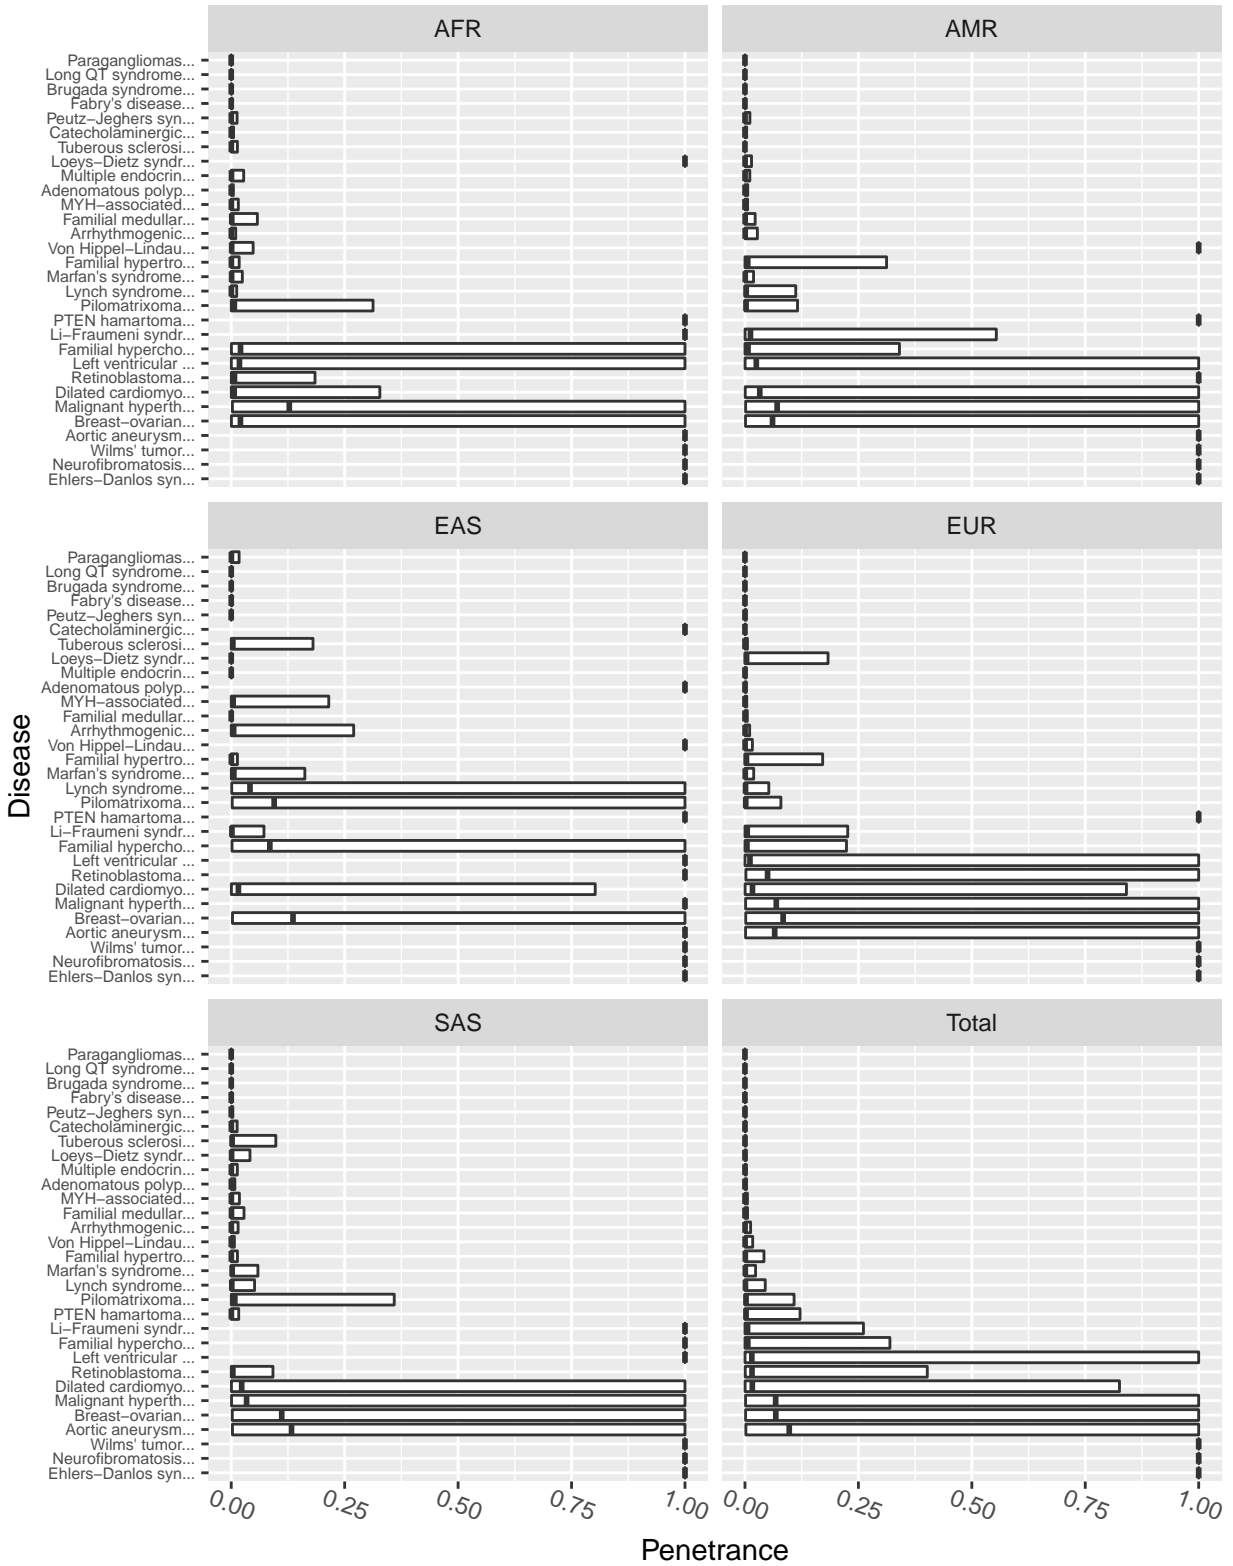 AFR
AMR
Paragangliomas...
Long QT syndrome...
Brugada syndrome...
Fabry's disease...
Peutz−Jeghers syn...
Catecholaminergic...
Tuberous sclerosi...
Loeys−Dietz syndr...
Multiple endocrin...
Adenomatous polyp...
MYH−associated...
Familial medullar...
Arrhythmogenic...
Von Hippel−Lindau...
Familial hypertro...
Marfan's syndrome...
Lynch syndrome...
Pilomatrixoma...
PTEN hamartoma...
Li−Fraumeni syndr...
Familial hypercho...
Left ventricular ...
Retinoblastoma...
Dilated cardiomyo...
Malignant hyperth...
Breast−ovarian...
Aortic aneurysm...
Wilms' tumor...
Neurofibromatosis...
Ehlers−Danlos syn...
EAS
EUR
Paragangliomas...
Long QT syndrome...
Brugada syndrome...
Fabry's disease...
Peutz−Jeghers syn...
Catecholaminergic...
Tuberous sclerosi...
Loeys−Dietz syndr...
Multiple endocrin...
Adenomatous polyp...
MYH−associated...
Familial medullar...
Arrhythmogenic...
Von Hippel−Lindau...
Familial hypertro...
Marfan's syndrome...
Lynch syndrome...
Pilomatrixoma...
PTEN hamartoma...
Li−Fraumeni syndr...
Familial hypercho...
Left ventricular ...
Retinoblastoma...
Dilated cardiomyo...
Malignant hyperth...
Breast−ovarian...
Aortic aneurysm...
Wilms' tumor...
Neurofibromatosis...
Ehlers−Danlos syn...
Disease
SAS
Total
Paragangliomas...
Long QT syndrome...
Brugada syndrome...
Fabry's disease...
Peutz−Jeghers syn...
Catecholaminergic...
Tuberous sclerosi...
Loeys−Dietz syndr...
Multiple endocrin...
Adenomatous polyp...
MYH−associated...
Familial medullar...
Arrhythmogenic...
Von Hippel−Lindau...
Familial hypertro...
Marfan's syndrome...
Lynch syndrome...
Pilomatrixoma...
PTEN hamartoma...
Li−Fraumeni syndr...
Familial hypercho...
Left ventricular ...
Retinoblastoma...
Dilated cardiomyo...
Malignant hyperth...
Breast−ovarian...
Aortic aneurysm...
Wilms' tumor...
Neurofibromatosis...
Ehlers−Danlos syn...
0.00 0.25 0.50 0.75 1.00
0.00 0.25 0.50 0.75 1.00
Penetrance